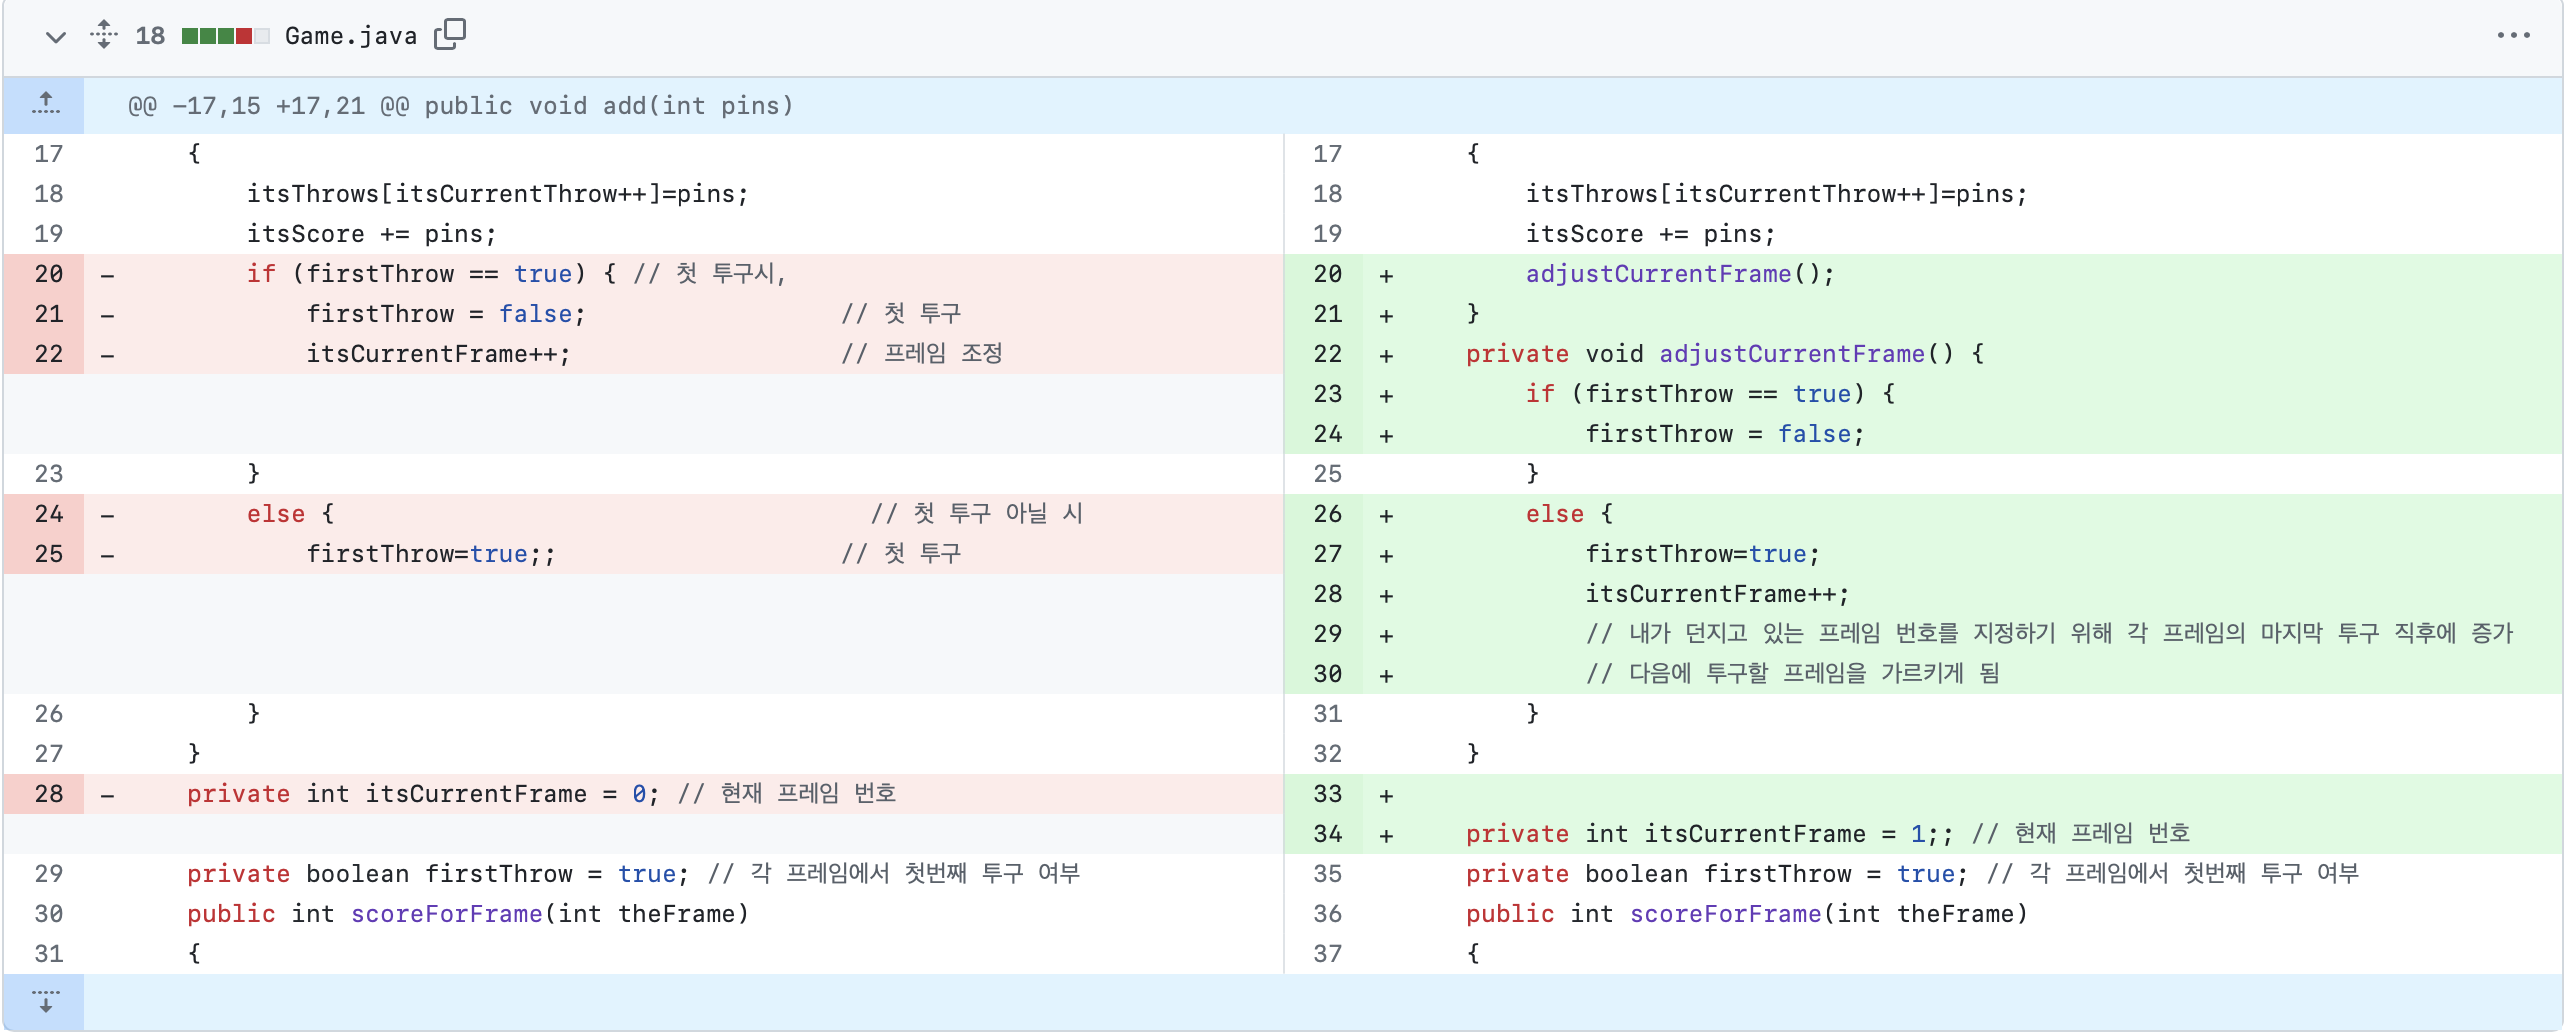 18 Game.java
@@ -17,15 +17,21 @@ public void add(int pins)
17 {
18 itsThrows[itsCurrentThrow++]=pins;
19 itsScore += pins;
20 - if (firstThrow == true) { // 첫 투구시,
21 - firstThrow = false; // 첫 투구
22 - itsCurrentFrame++; // 프레임 조정
23 }
24 - else { // 첫 투구 아닐 시
25 - firstThrow=true;; // 첫 투구
26 }
27 }
28 - private int itsCurrentFrame = 0; // 현재 프레임 번호
29 private boolean firstThrow = true; // 각 프레임에서 첫번째 투구 여부
30 public int scoreForFrame(int theFrame)
31 {
17 {
18 itsThrows[itsCurrentThrow++]=pins;
19 itsScore += pins;
20 + adjustCurrentFrame();
21 + }
22 + private void adjustCurrentFrame() {
23 + if (firstThrow == true) {
24 + firstThrow = false;
25 }
26 + else {
27 + firstThrow=true;
28 + itsCurrentFrame++;
29 + // 내가 던지고 있는 프레임 번호를 지정하기 위해 각 프레임의 마지막 투구 직후에 증가
30 + // 다음에 투구할 프레임을 가르키게 됨
31 }
32 }
33 +
34 + private int itsCurrentFrame = 1;; // 현재 프레임 번호
35 private boolean firstThrow = true; // 각 프레임에서 첫번째 투구 여부
36 public int scoreForFrame(int theFrame)
37 {